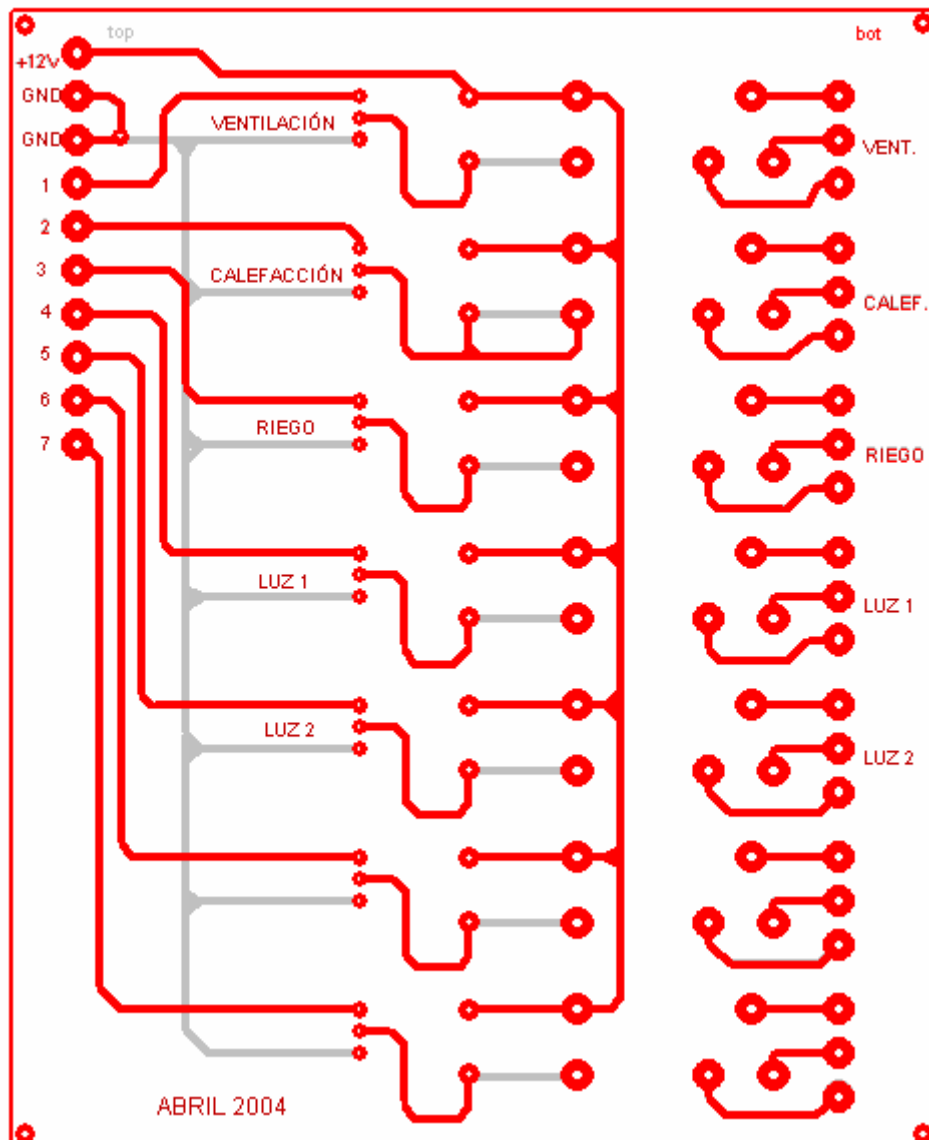 top
bot
+12V
GND
VENTILACIÓN
GND
VENT.
1
2
3
CALEFACCIÓN
CALEF.
4
5
6
RIEGO
7
RIEGO
LUZ 1
LUZ 1
LUZ 2
LUZ 2
ABRIL 2004